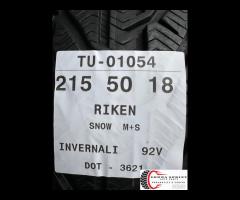 TU-01054
215 50 18
RIKEN
SNOW M+S
INVERNALI 92V
DOT - 3621